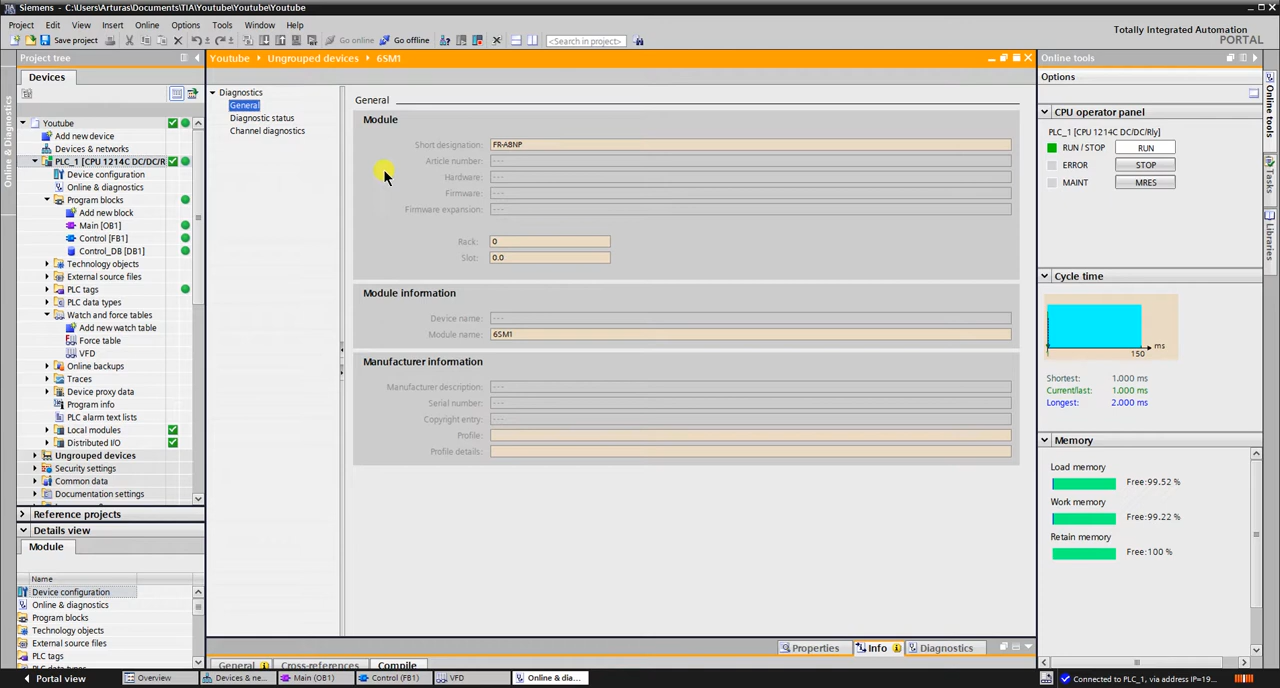 Siemens - C:\Users\Arturas\Documents\TIA\Youtube\Youtube\Youtube
Project Edit View Insert Online Options Tools Window Help
Totally Integrated Automation
PORTAL
Save project Go online Go offline <Search in project>
Project tree
Youtube Ungrouped devices 6SM1
Online tools
Devices
Options
Online & Diagnostics
Youtube
Add new device
Devices & networks
PLC_1 [CPU 1214C DC/DC/R
Device configuration
Online & diagnostics
Program blocks
Add new block
Main [OB1]
Control [FB1]
Control_DB [DB1]
Technology objects
External source files
PLC tags
PLC data types
Watch and force tables
Add new watch table
Force table
VFD
Online backups
Traces
Device proxy data
Program info
PLC alarm text lists
Local modules
Distributed I/O
Ungrouped devices
Security settings
Common data
Documentation settings
Reference projects
Details view
Module
Name
Device configuration
Online & diagnostics
Program blocks
Technology objects
External source files
PLC tags
PLC data types
Diagnostics
General
Diagnostic status
Channel diagnostics
General
Module
Short designation: FR-A8NP
Article number: ---
Hardware: ---
Firmware: ---
Firmware expansion: ---
Rack: 0
Slot: 0.0
Module information
Device name: ---
Module name: 6SM1
Manufacturer information
Manufacturer description: ---
Serial number: ---
Copyright entry: ---
Profile:
Profile details:
Properties Info Diagnostics
General Cross-references Compile
CPU operator panel
PLC_1 [CPU 1214C DC/DC/Rly]
RUN / STOP RUN
ERROR STOP
MAINT MRES
Cycle time
150 ms
Shortest: 1.000 ms
Current/last: 1.000 ms
Longest: 2.000 ms
Memory
Load memory
Free:99.52 %
Work memory
Free:99.22 %
Retain memory
Free:100 %
Online tools
Tasks
Libraries
Portal view Overview Devices & ne... Main (OB1) Control (FB1) VFD Online & dia... Connected to PLC_1, via address IP=19...